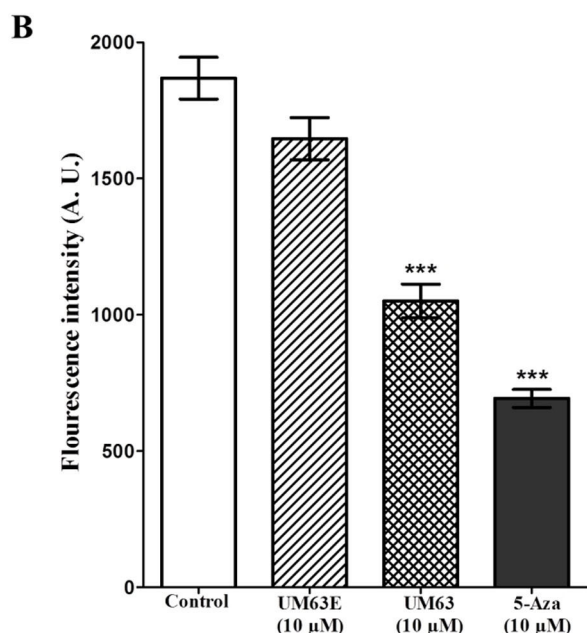 B
Flourescence intensity (A. U.)
2000
1500
1000
500
0
***
***
Control
UM63E
(10 µM)
UM63
(10 µM)
5-Aza
(10 µM)